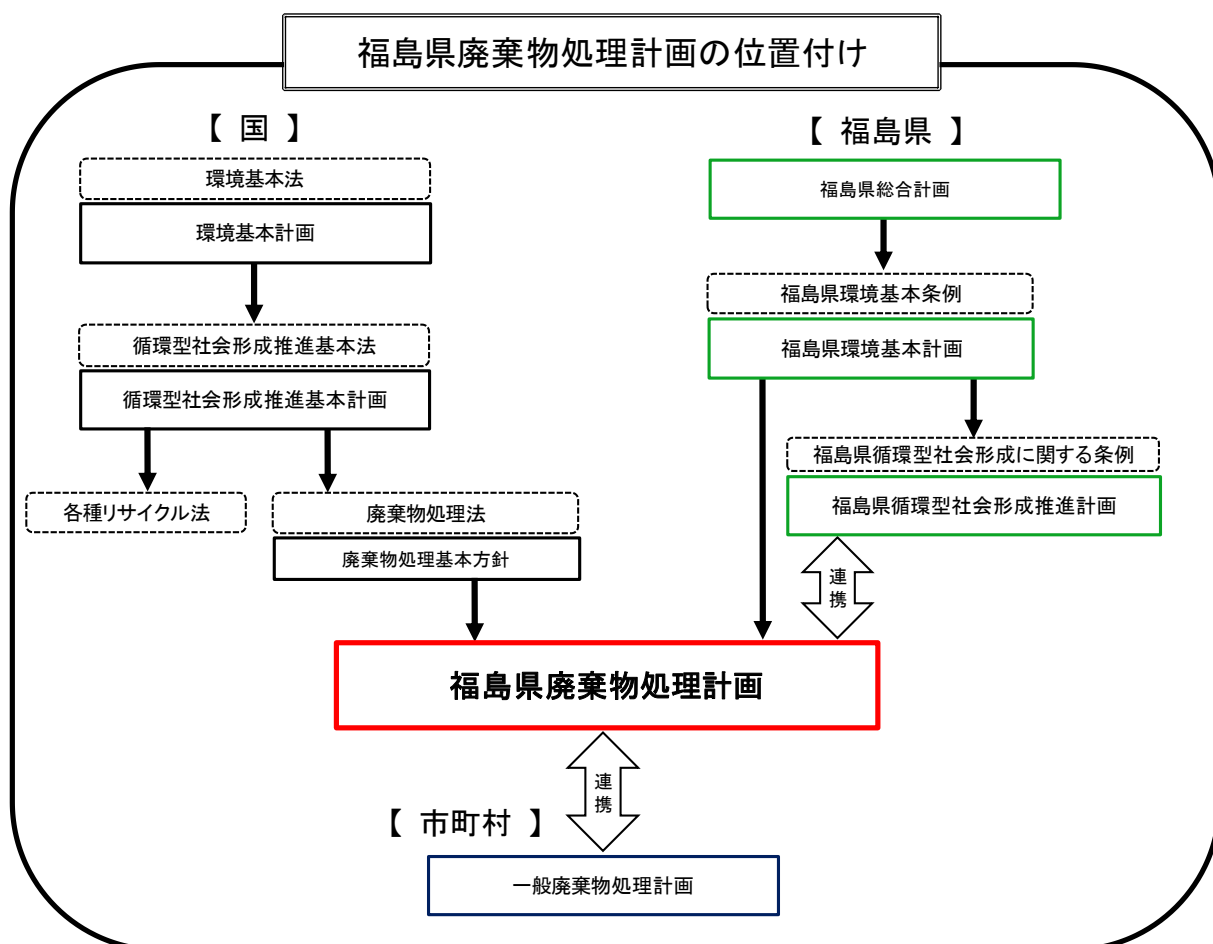 福島県廃棄物処理計画の位置付け
【 国 】
環境基本法
環境基本計画
循環型社会形成推進基本法
循環型社会形成推進基本計画
各種リサイクル法
廃棄物処理法
廃棄物処理基本方針
【 福島県 】
福島県総合計画
福島県環境基本条例
福島県環境基本計画
福島県循環型社会形成に関する条例
福島県循環型社会形成推進計画
連携
福島県廃棄物処理計画
連携
【 市町村 】
一般廃棄物処理計画